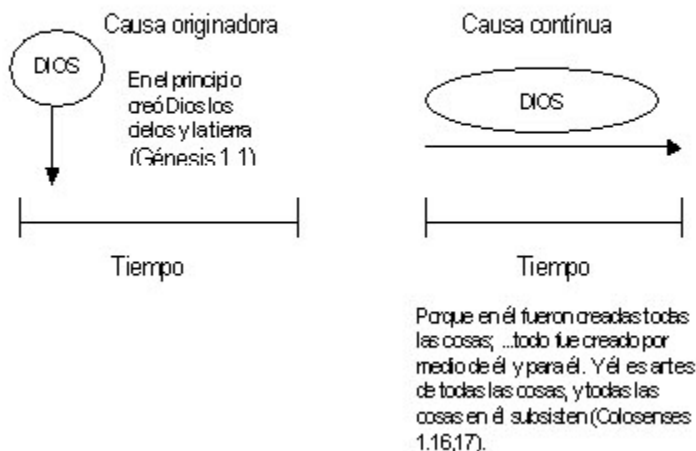 Causa originadora
DIOS
En el principio
creó Dios los
cielos y la tierra
(Génesis 1.1)
Tiempo
Causa contínua
DIOS
Tiempo
Porque en él fueron creadas todas
las cosas; ...todo fue creado por
medio de él y para él. Y él es antes
de todas las cosas, y todas las
cosas en él subsisten (Colosenses
1.16,17).